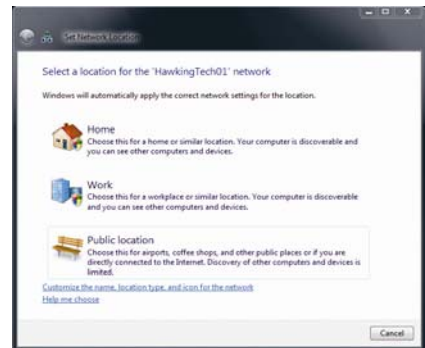 Set Network Location
Select a location for the 'HawkingTech01' network
Windows will automatically apply the correct network settings for the location.
Home
Choose this for a home or similar location. Your computer is discoverable and
you can see other computers and devices.
Work
Choose this for a workplace or similar location. Your computer is discoverable
and you can see other computers and devices.
Public location
Choose this for airports, coffee shops, and other public places or if you are
directly connected to the Internet. Discovery of other computers and devices is
limited.
Customize the name, location type, and icon for the network
Help me choose
Cancel